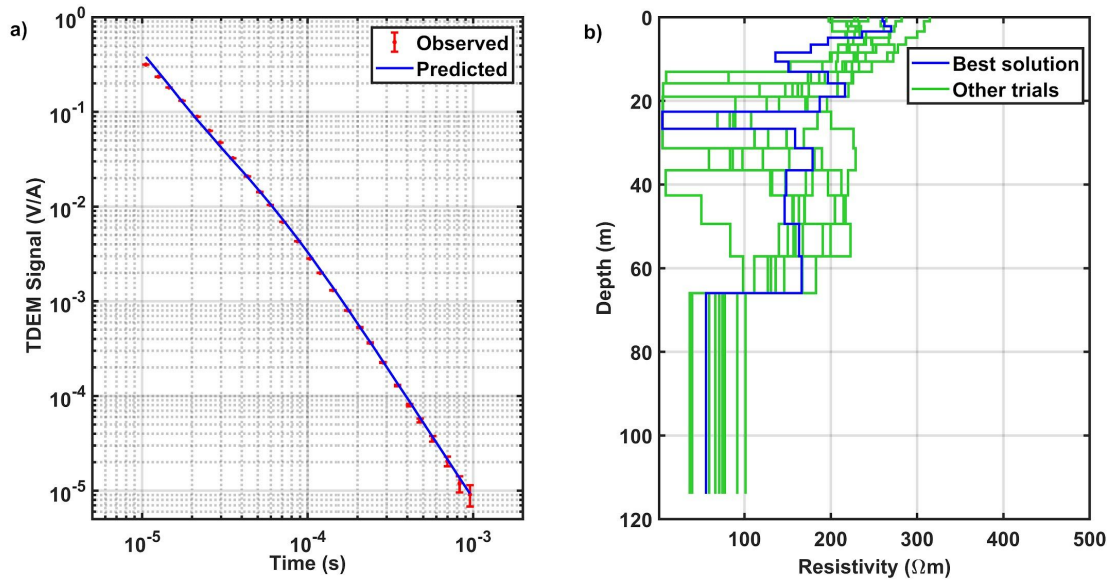 a)
TDEM Signal (V/A)
10^0
10^-1
10^-2
10^-3
10^-4
10^-5
Observed
Predicted
10^-5
10^-4
10^-3
Time (s)
b)
Depth (m)
0
20
40
60
80
100
120
Best solution
Other trials
100
200
300
400
500
Resistivity (Ωm)